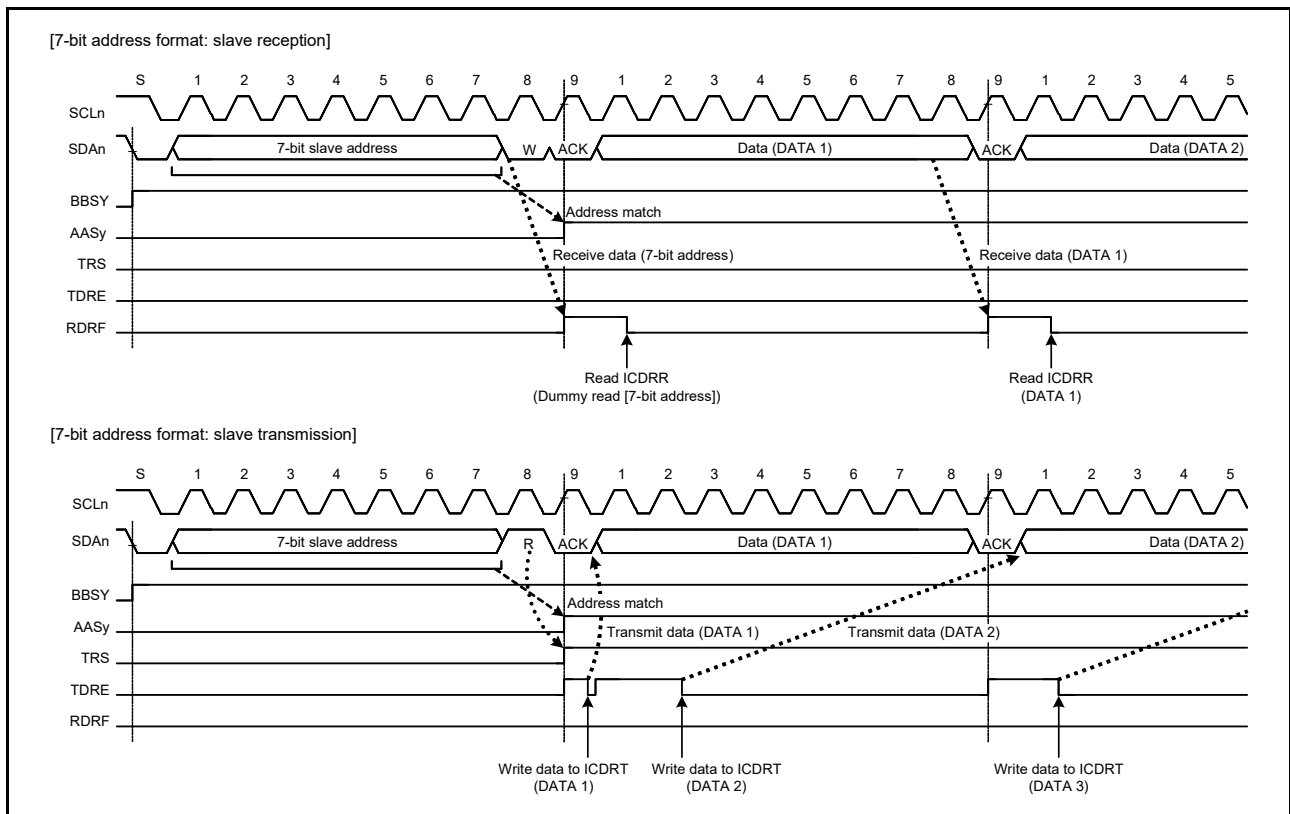 [7-bit address format: slave reception]
S 1 2 3 4 5 6 7 8 9 1 2 3 4 5 6 7 8 9 1 2 3 4 5
SCLn
SDAn 7-bit slave address W ACK Data (DATA 1) ACK Data (DATA 2)
BBSY
Address match
AASy
Receive data (7-bit address) Receive data (DATA 1)
TRS
TDRE
RDRF
Read ICDRR Read ICDRR
(Dummy read [7-bit address]) (DATA 1)
[7-bit address format: slave transmission]
S 1 2 3 4 5 6 7 8 9 1 2 3 4 5 6 7 8 9 1 2 3 4 5
SCLn
SDAn 7-bit slave address R ACK Data (DATA 1) ACK Data (DATA 2)
BBSY
Address match
AASy
Transmit data (DATA 1) Transmit data (DATA 2)
TRS
TDRE
RDRF
Write data to ICDRT Write data to ICDRT Write data to ICDRT
(DATA 1) (DATA 2) (DATA 3)